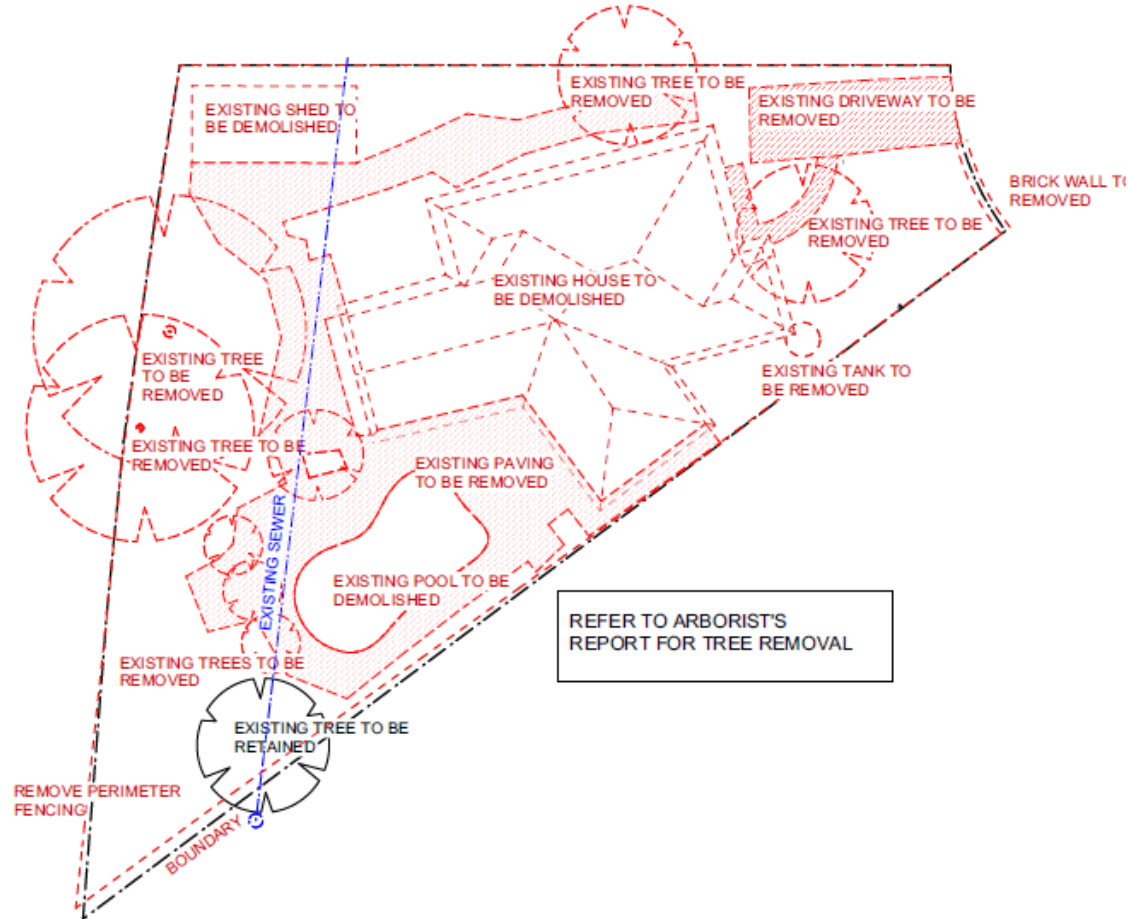 EXISTING TREE TO BE
REMOVED
EXISTING SHED TO
BE DEMOLISHED
EXISTING DRIVEWAY TO BE
REMOVED
BRICK WALL TO
REMOVED
EXISTING TREE TO BE
REMOVED
EXISTING HOUSE TO
BE DEMOLISHED
EXISTING TREE
TO BE
REMOVED
EXISTING TANK TO
BE REMOVED
EXISTING TREE TO BE
REMOVED
EXISTING PAVING
TO BE REMOVED
EXISTING SEWER
EXISTING POOL TO BE
DEMOLISHED
REFER TO ARBORIST'S
REPORT FOR TREE REMOVAL
EXISTING TREES TO BE
REMOVED
EXISTING TREE TO BE
RETAINED
REMOVE PERIMETER
FENCING
BOUNDARY